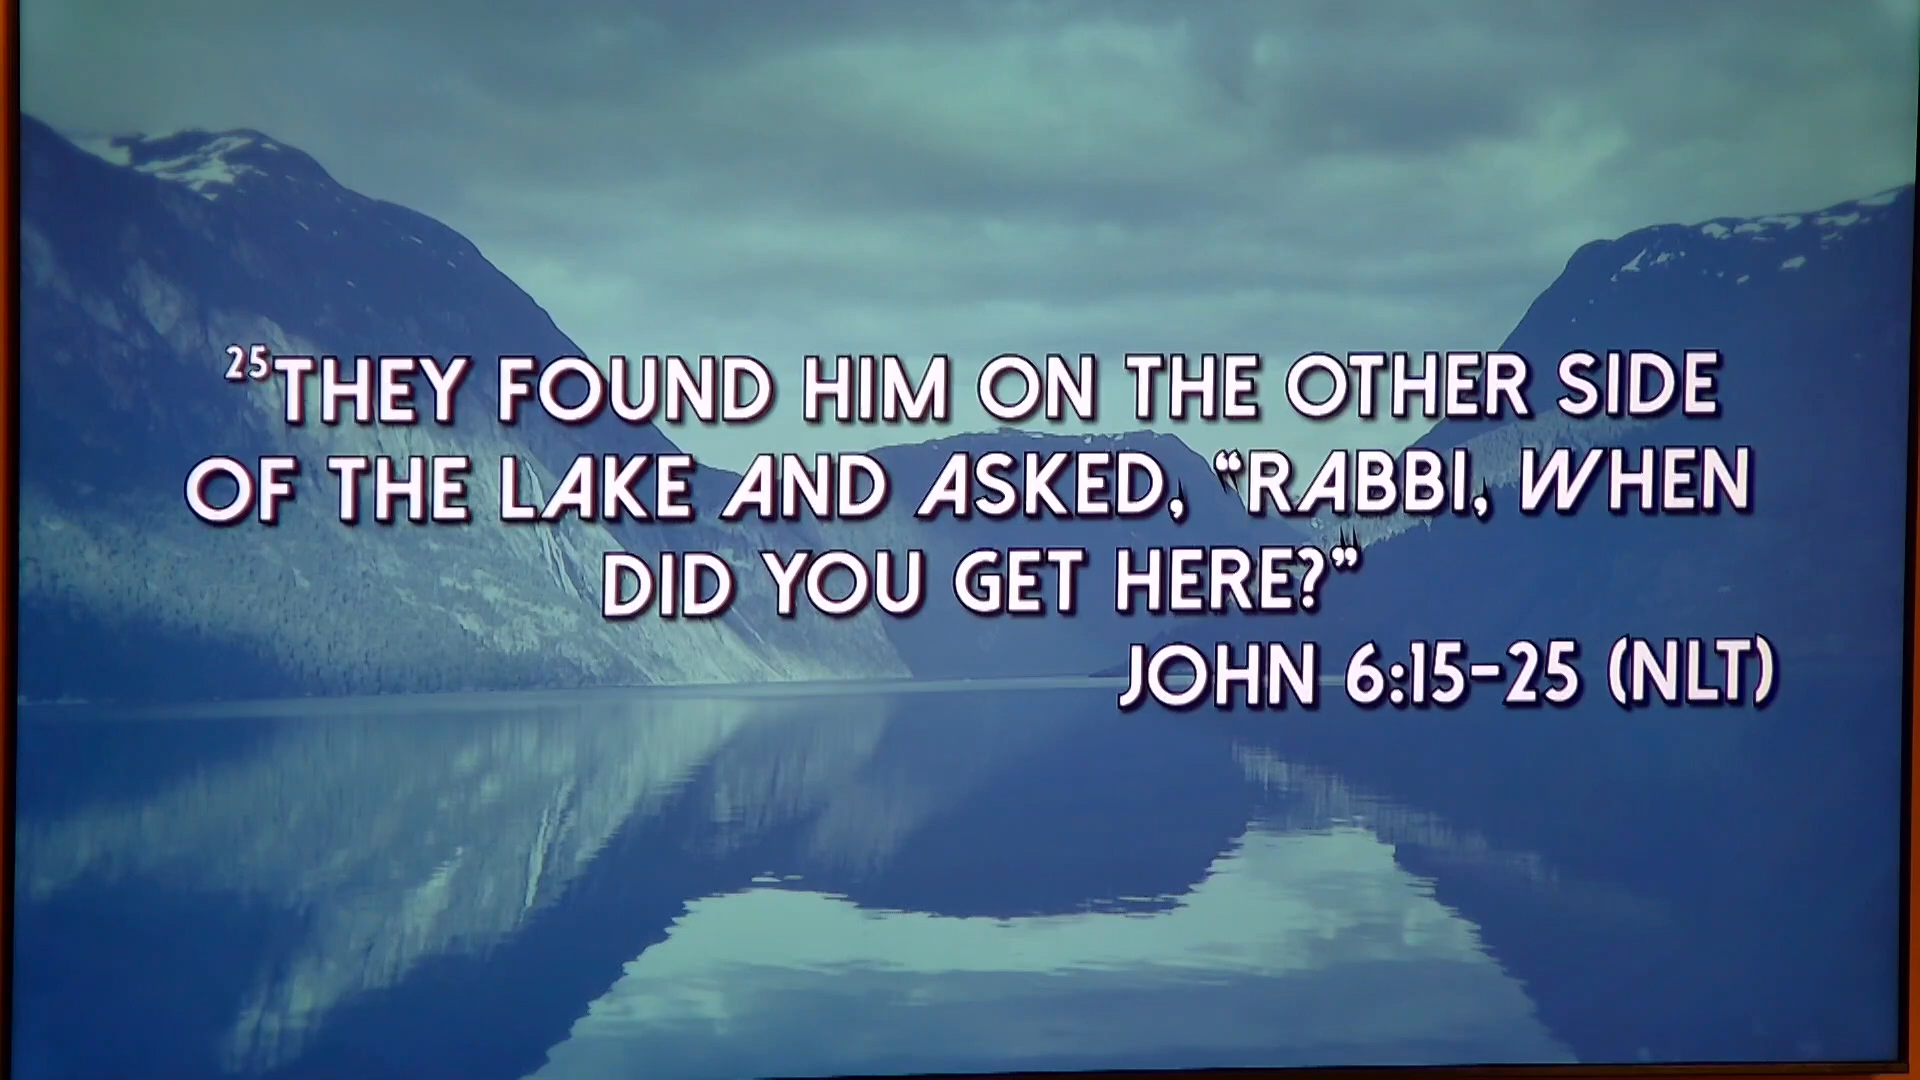 25THEY FOUND HIM ON THE OTHER SIDE
OF THE LAKE AND ASKED, “RABBI, WHEN
DID YOU GET HERE?”
JOHN 6:15-25 (NLT)